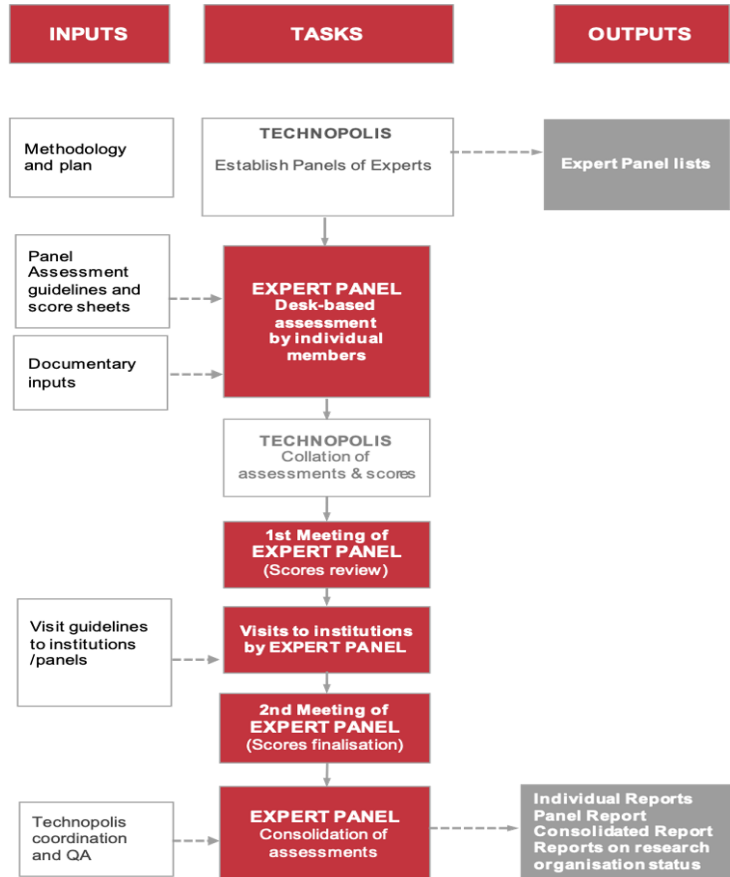 INPUTS
TASKS
OUTPUTS
Methodology
and plan
TECHNOPOLIS
Establish Panels of Experts
Expert Panel lists
Panel
Assessment
guidelines and
score sheets
EXPERT PANEL
Desk-based
assessment
by individual
members
Documentary
inputs
TECHNOPOLIS
Collation of
assessments & scores
1st Meeting of
EXPERT PANEL
(Scores review)
Visit guidelines
to institutions
/panels
Visits to institutions
by EXPERT PANEL
2nd Meeting of
EXPERT PANEL
(Scores finalisation)
Technopolis
coordination
and QA
EXPERT PANEL
Consolidation of
assessments
Individual Reports
Panel Report
Consolidated Report
Reports on research
organisation status